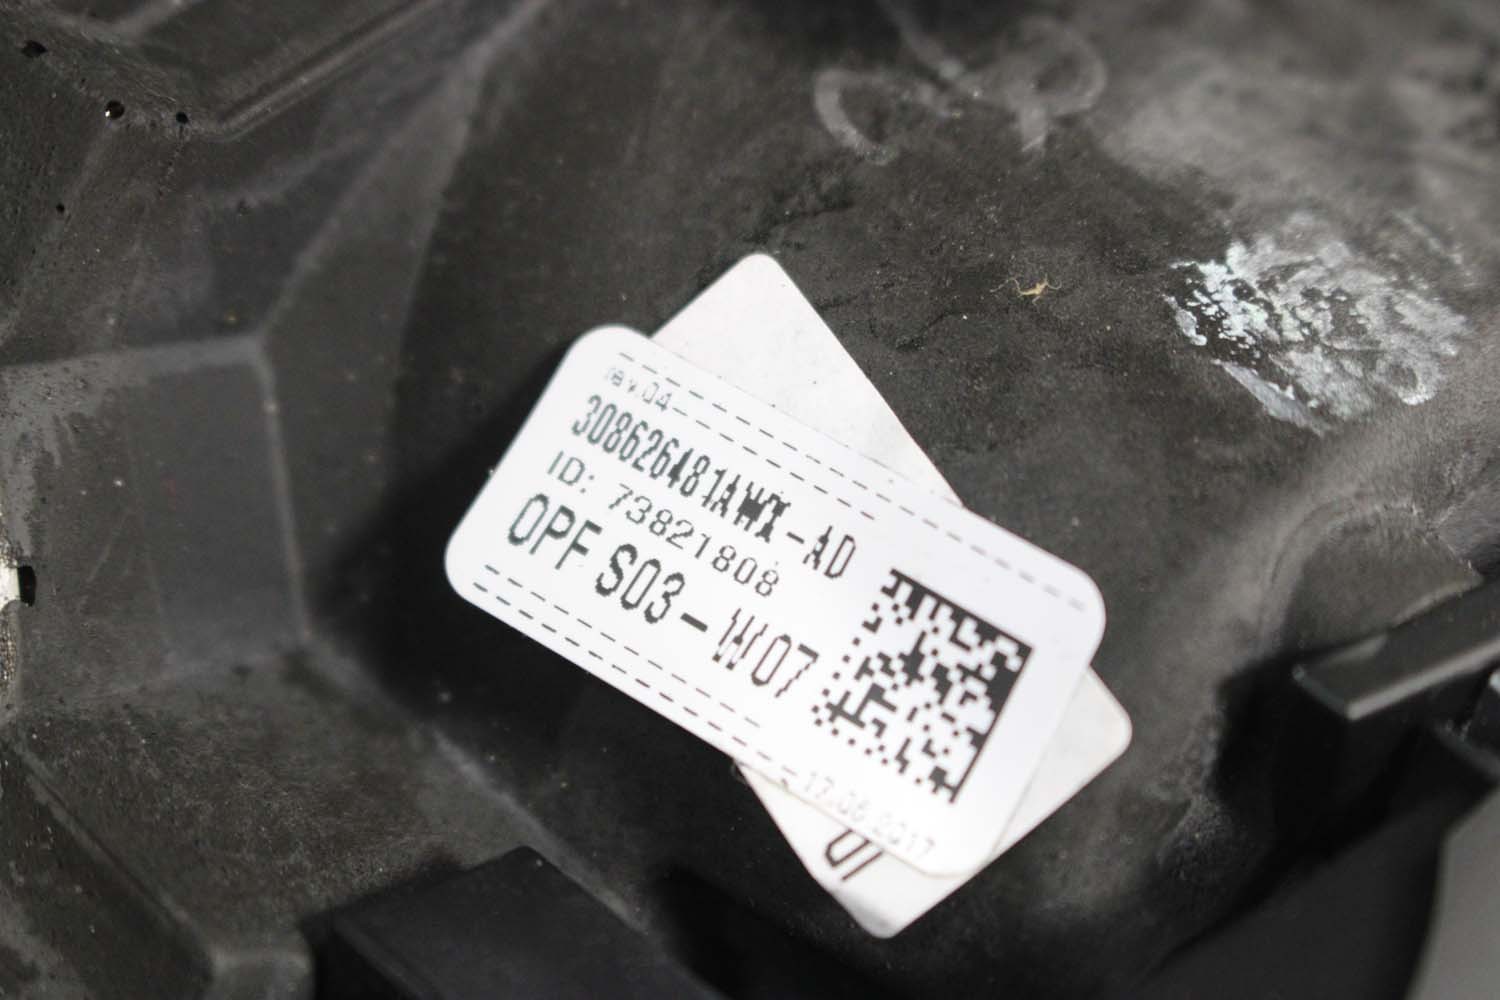 rev.04
308626481AWX-AD
ID: 73821808
OPF S03-W07
17.06.2017